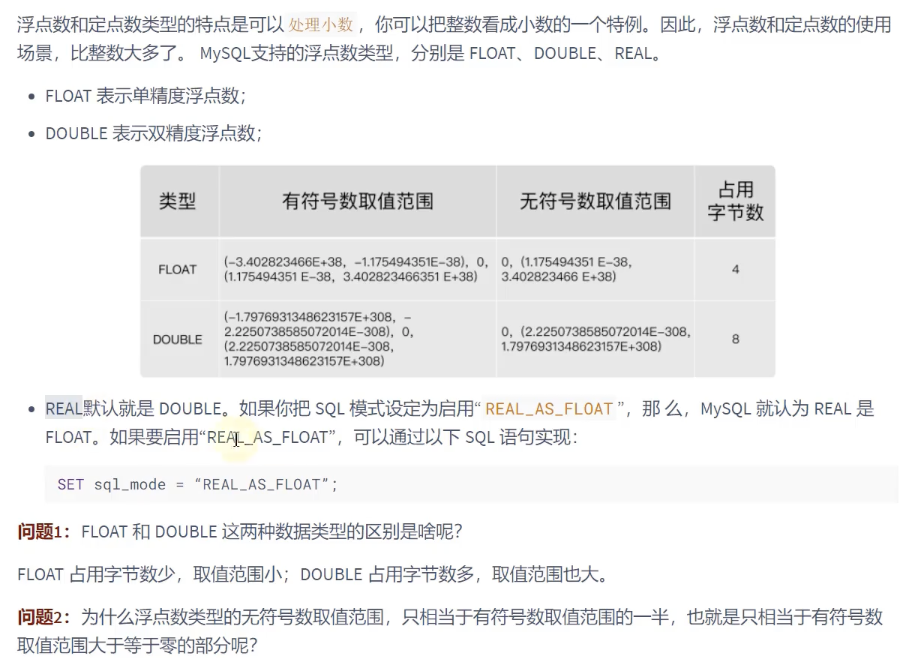 浮点数和定点数类型的特点是可以 处理小数 ，你可以把整数看成小数的一个特例。因此，浮点数和定点数的使用
场景，比整数大多了。 MySQL支持的浮点数类型，分别是 FLOAT、DOUBLE、REAL。
• FLOAT 表示单精度浮点数；
• DOUBLE 表示双精度浮点数；
类型 有符号数取值范围 无符号数取值范围 占用
字节数
FLOAT
(-3.402823466E+38，-1.175494351E-38)，0，
(1.175494351 E-38，3.402823466351 E+38)
0，(1.175494351 E-38，
3.402823466 E+38)
4
DOUBLE
(-1.7976931348623157E+308，-
2.2250738585072014E-308)，0，
(2.2250738585072014E-308，
1.7976931348623157E+308)
0，(2.2250738585072014E-308，
1.7976931348623157E+308)
8
• REAL默认就是 DOUBLE。如果你把 SQL 模式设定为启用“ REAL_AS_FLOAT ”，那 么，MySQL 就认为 REAL 是
FLOAT。如果要启用“REAL_AS_FLOAT”，可以通过以下 SQL 语句实现：
SET sql_mode = “REAL_AS_FLOAT”;
问题1：FLOAT 和 DOUBLE 这两种数据类型的区别是啥呢？
FLOAT 占用字节数少，取值范围小；DOUBLE 占用字节数多，取值范围也大。
问题2：为什么浮点数类型的无符号数取值范围，只相当于有符号数取值范围的一半，也就是只相当于有符号数
取值范围大于等于零的部分呢？